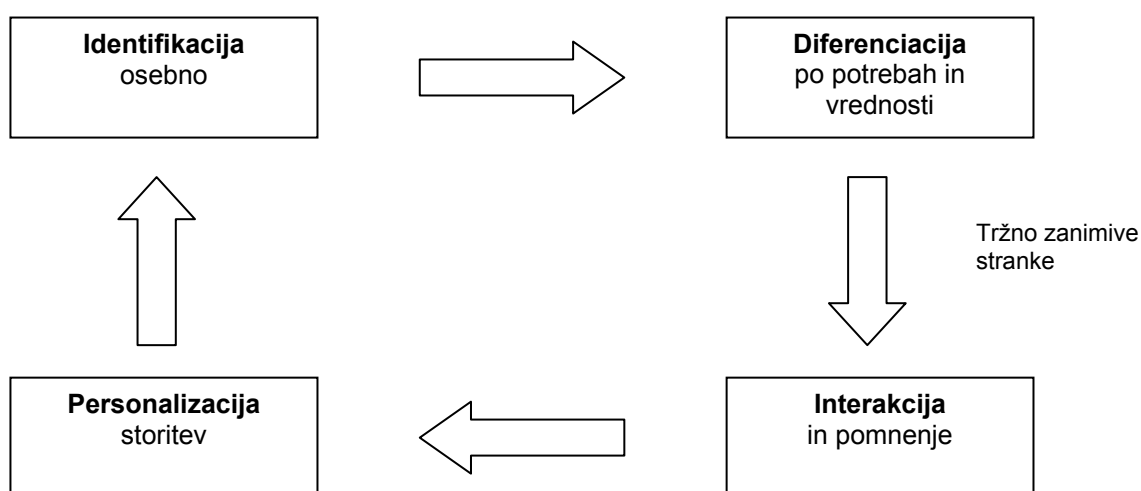 Identifikacija
osebno
Diferenciacija
po potrebah in
vrednosti
Tržno zanimive
stranke
Personalizacija
storitev
Interakcija
in pomnenje